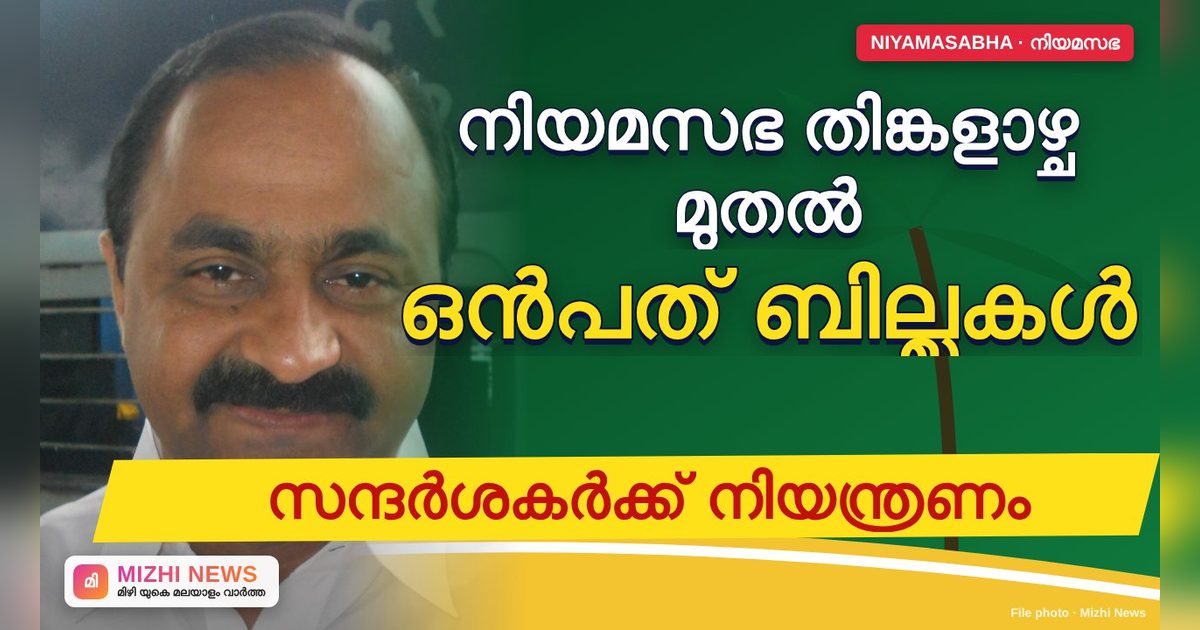 NIYAMASABHA · നിയമസഭ
നിയമസഭ തിങ്കളാഴ്ച
മുതൽ
ഒൻപത് ബില്ലുകൾ
സന്ദർശകർക്ക് നിയന്ത്രണം
മി
MIZHI NEWS
മിഴി യുകെ മലയാളം വാർത്ത
File photo · Mizhi News